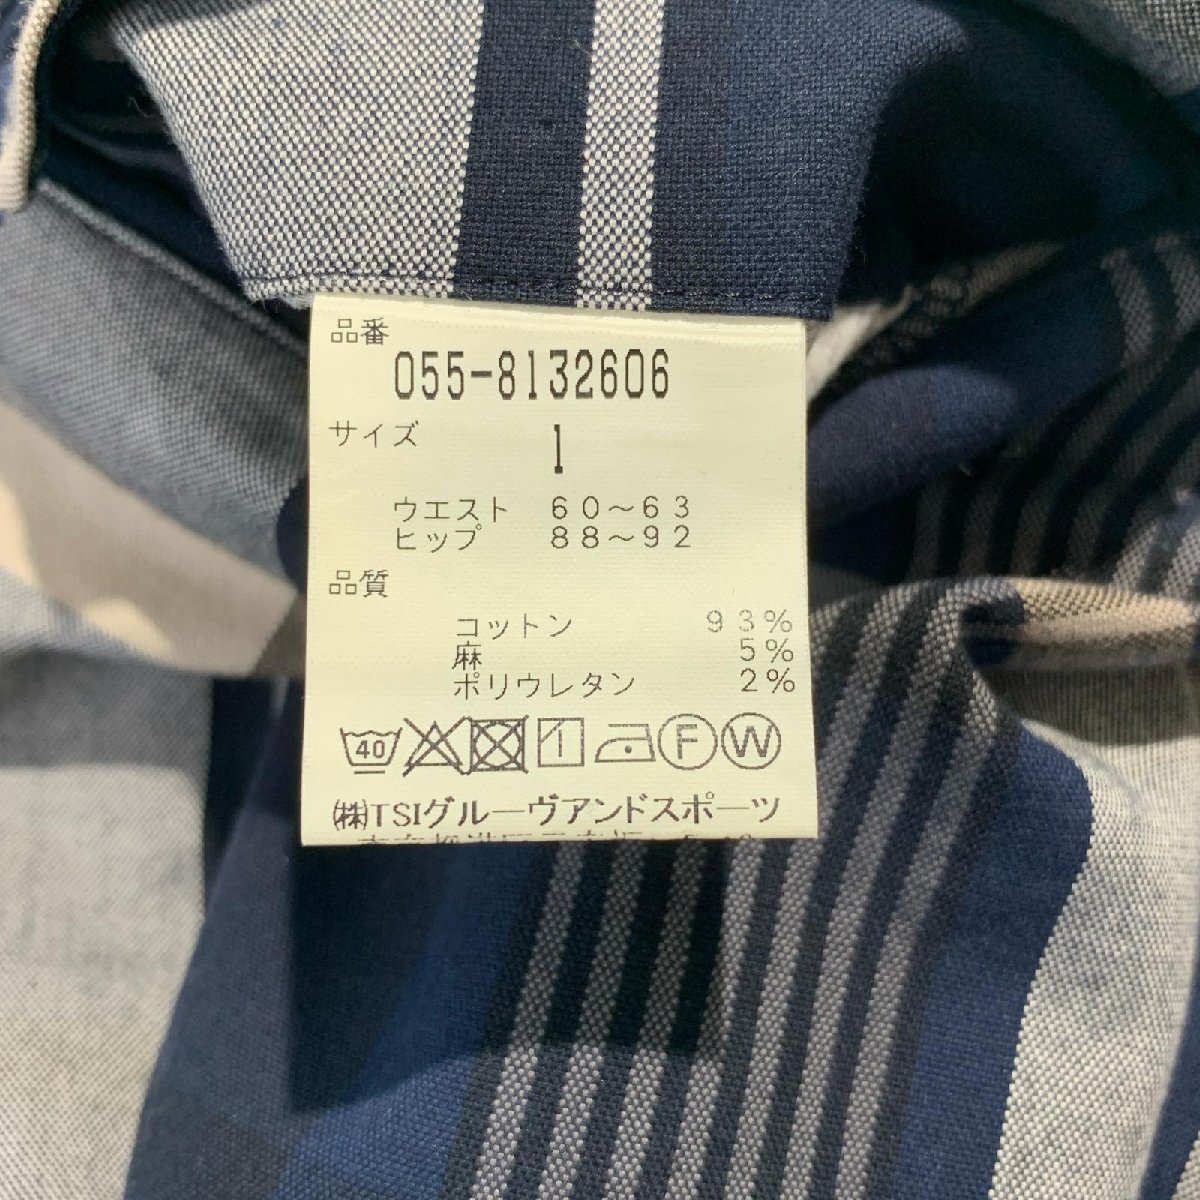 品番
055-8132606
サイズ 1
ウエスト 60～63
ヒップ 88～92
品質
コットン 93%
麻 5%
ポリウレタン 2%
40 F W
㈱TSIグルーヴアンドスポーツ